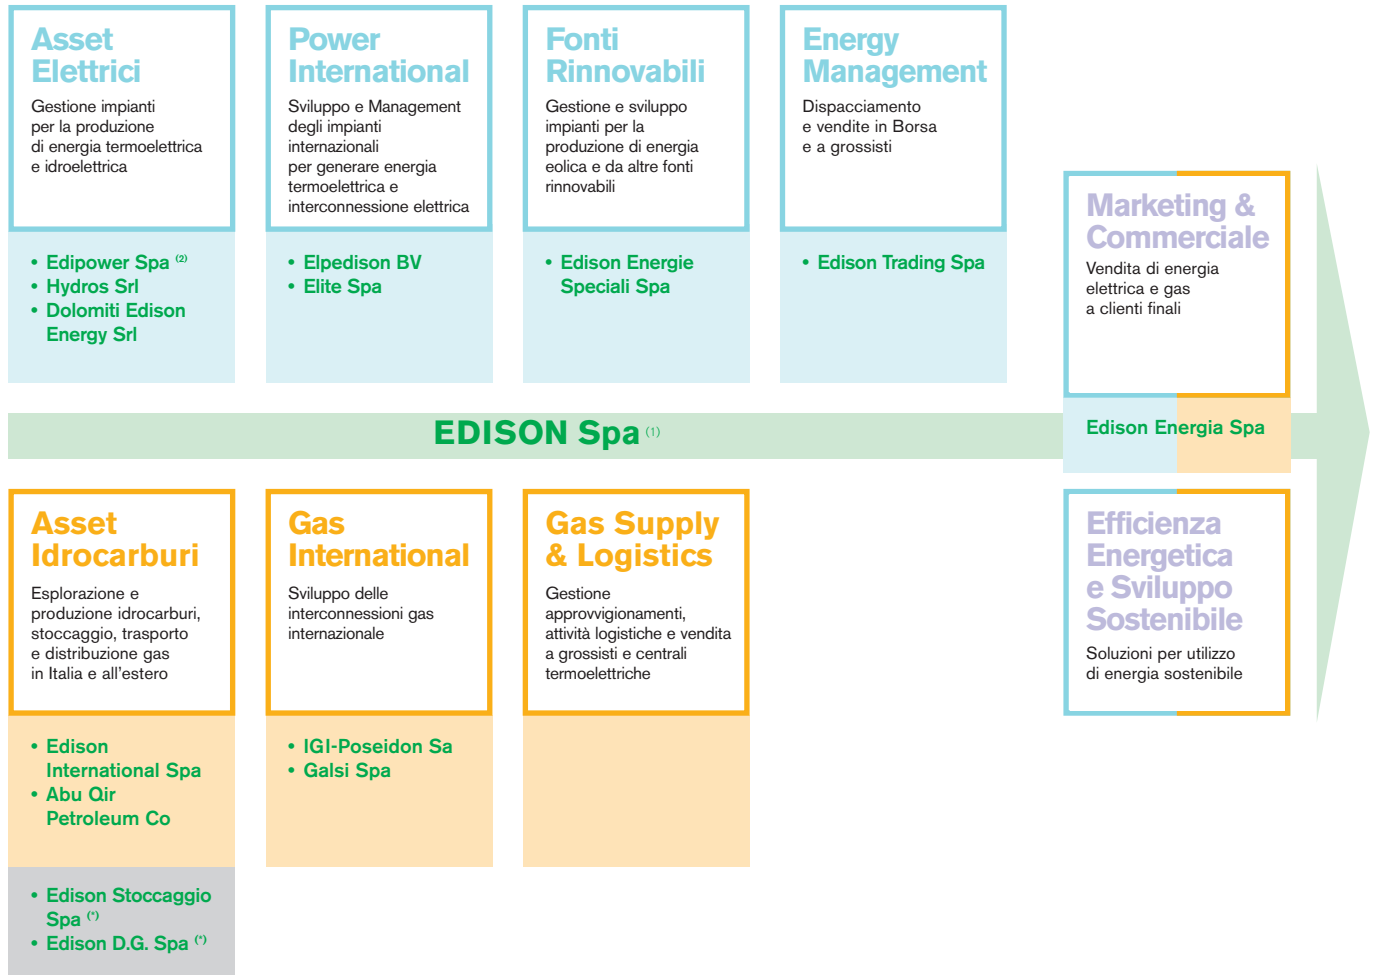 Asset
Elettrici
Gestione impianti
per la produzione
di energia termoelettrica
e idroelettrica
• Edipower Spa (2)
• Hydros Srl
• Dolomiti Edison
Energy Srl
Power
International
Sviluppo e Management
degli impianti
internazionali
per generare energia
termoelettrica e
interconnessione elettrica
• Elpedison BV
• Elite Spa
Fonti
Rinnovabili
Gestione e sviluppo
impianti per la
produzione di energia
eolica e da altre fonti
rinnovabili
• Edison Energie
Speciali Spa
Energy
Management
Dispacciamento
e vendite in Borsa
e a grossisti
• Edison Trading Spa
Marketing &
Commerciale
Vendita di energia
elettrica e gas
a clienti finali
Edison Energia Spa
EDISON Spa (1)
Asset
Idrocarburi
Esplorazione e
produzione idrocarburi,
stoccaggio, trasporto
e distribuzione gas
in Italia e all'estero
• Edison
International Spa
• Abu Qir
Petroleum Co
• Edison Stoccaggio
Spa (*)
• Edison D.G. Spa (*)
Gas
International
Sviluppo delle
interconnessioni gas
internazionale
• IGI-Poseidon Sa
• Galsi Spa
Gas Supply
& Logistics
Gestione
approvvigionamenti,
attività logistiche e vendita
a grossisti e centrali
termoelettriche
Efficienza
Energetica
e Sviluppo
Sostenibile
Soluzioni per utilizzo
di energia sostenibile